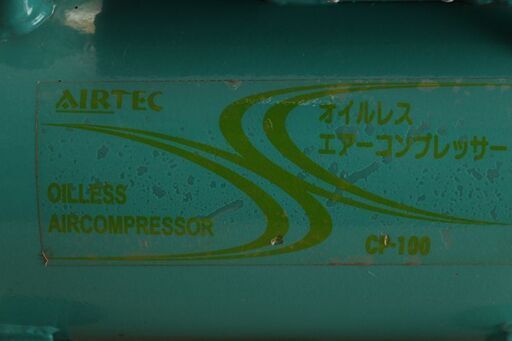 AIRTEC
オイルレス
エアーコンプレッサー
OILLESS
AIRCOMPRESSOR
CP-100